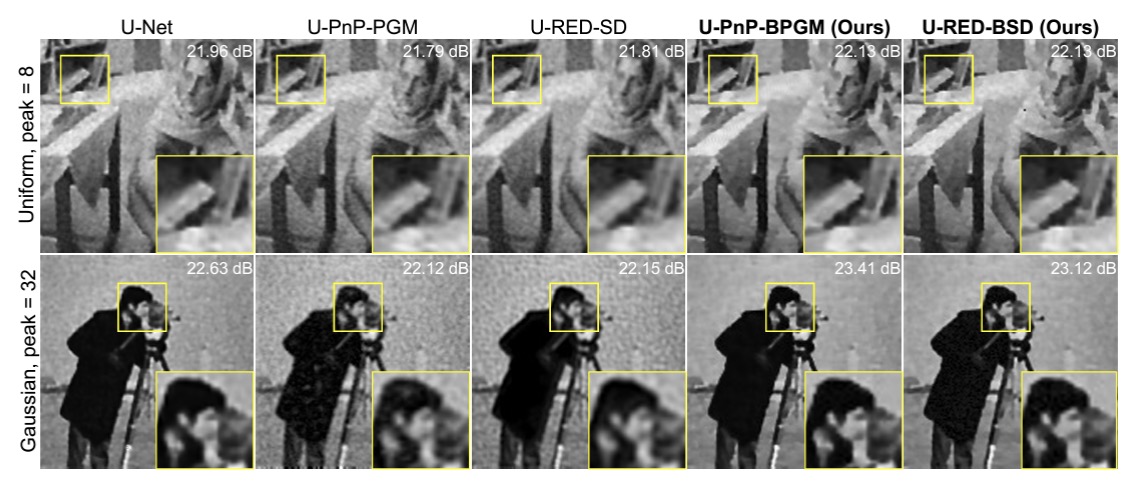 U-Net U-PnP-PGM U-RED-SD U-PnP-BPGM (Ours) U-RED-BSD (Ours)
Uniform, peak = 8
21.96 dB 21.79 dB 21.81 dB 22.13 dB 22.13 dB
Gaussian, peak = 32
22.63 dB 22.12 dB 22.15 dB 23.41 dB 23.12 dB